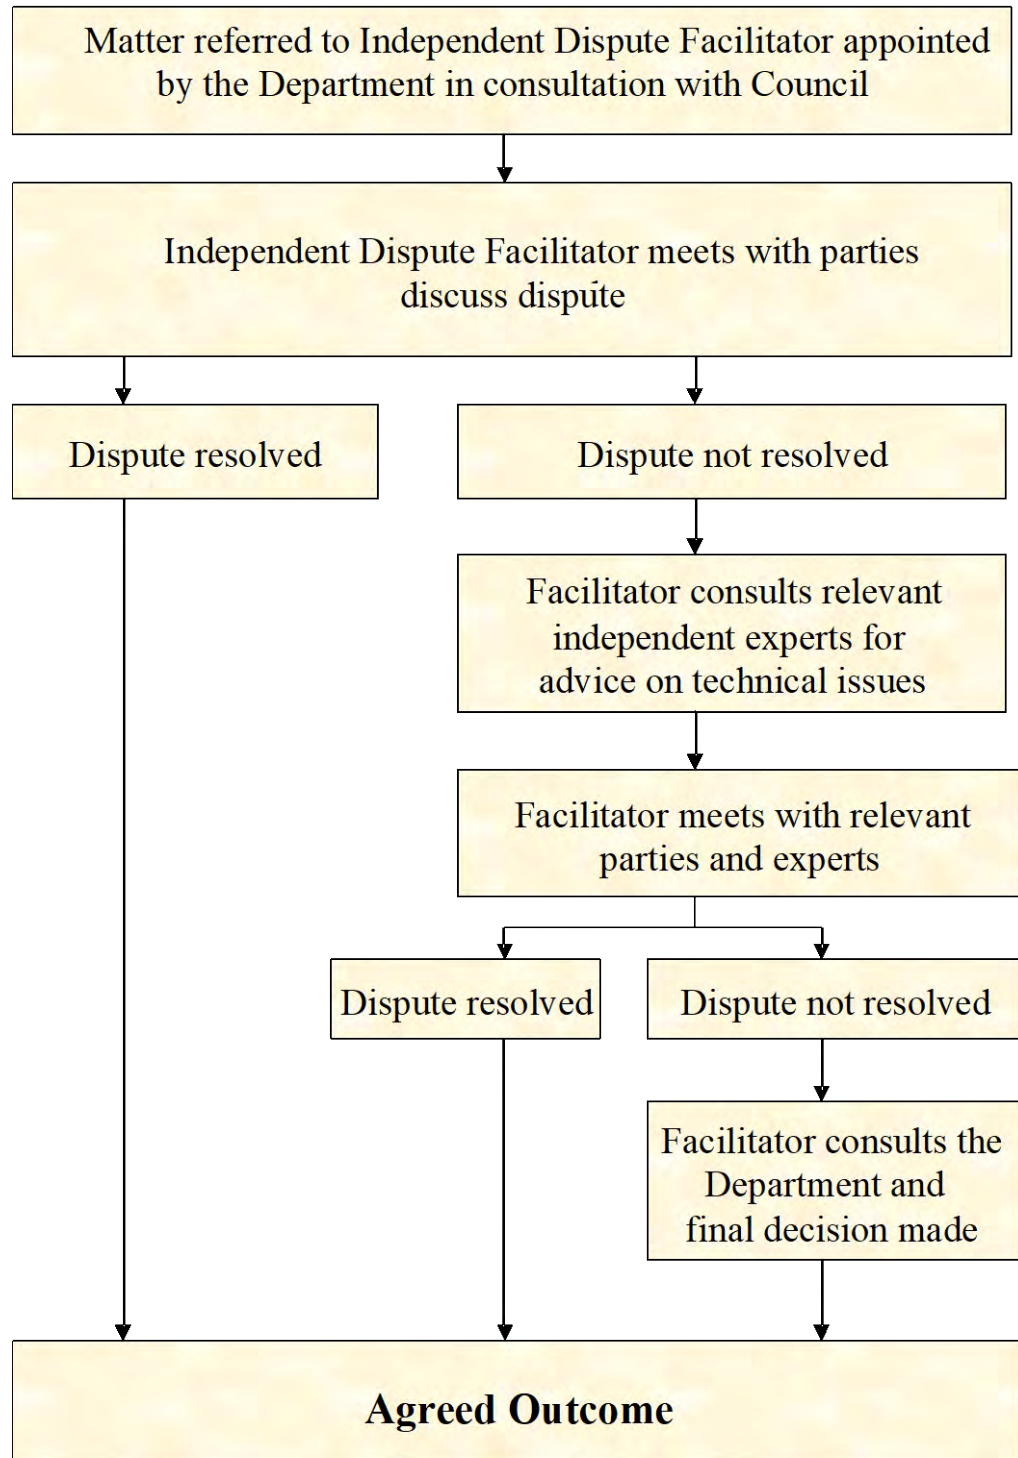 Matter referred to Independent Dispute Facilitator appointed
by the Department in consultation with Council
Independent Dispute Facilitator meets with parties
discuss dispute
Dispute resolved
Dispute not resolved
Facilitator consults relevant
independent experts for
advice on technical issues
Facilitator meets with relevant
parties and experts
Dispute resolved
Dispute not resolved
Facilitator consults the
Department and
final decision made
Agreed Outcome